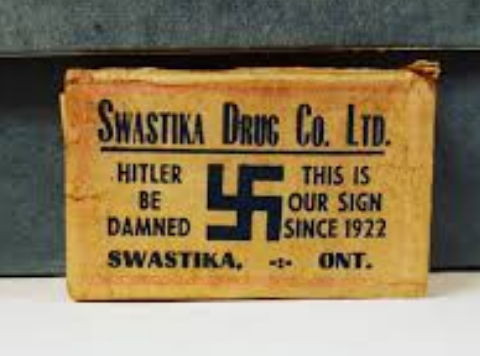 SWASTIKA DRUG CO. LTD.
HITLER
BE
DAMNED
THIS IS
OUR SIGN
SINCE 1922
SWASTIKA, -:- ONT.